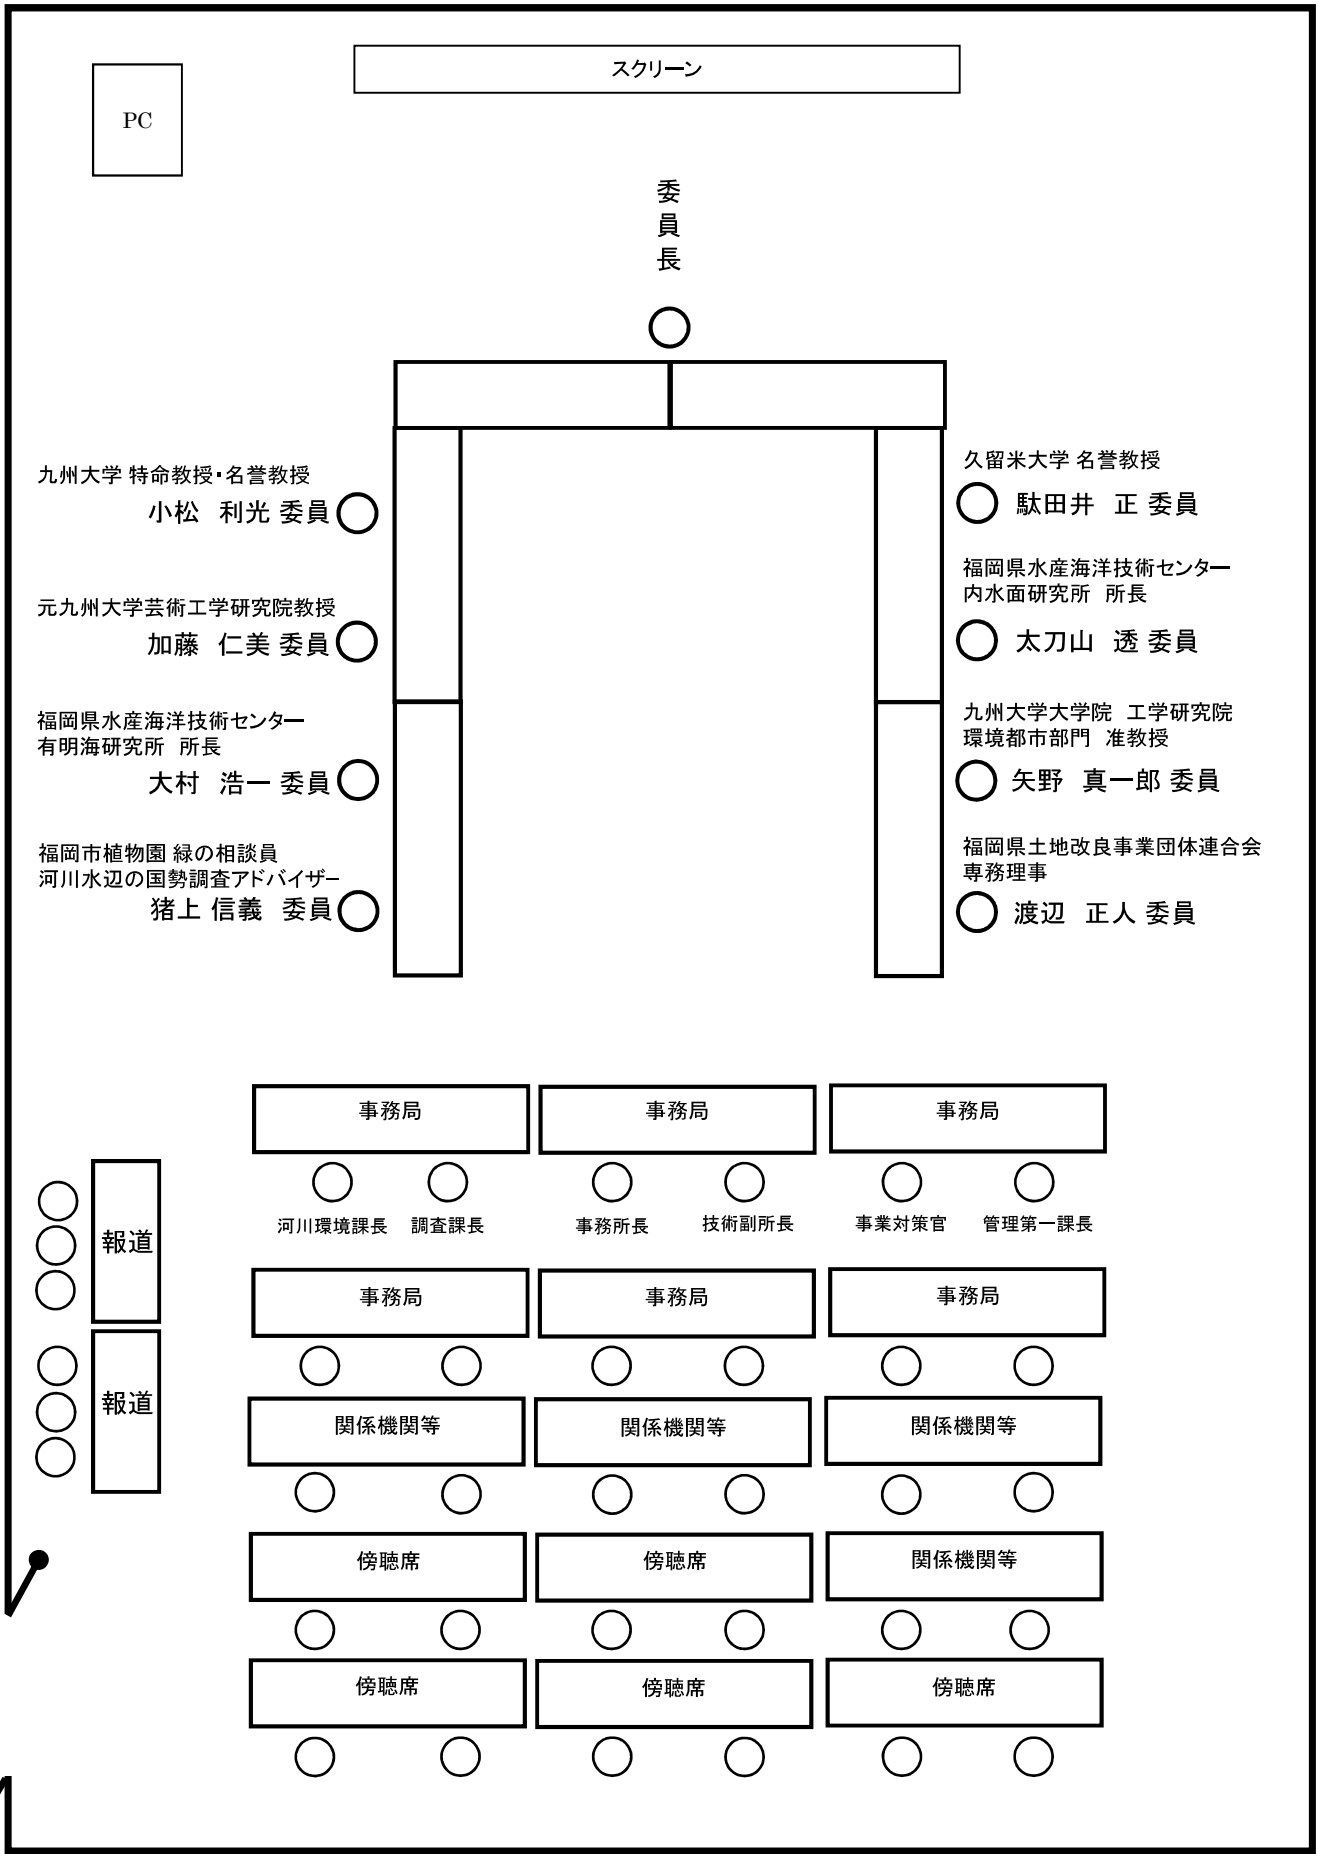 スクリーン
PC
委員長
九州大学 特命教授・名誉教授
小松 利光 委員
元九州大学芸術工学研究院教授
加藤 仁美 委員
福岡県水産海洋技術センター
有明海研究所 所長
大村 浩一 委員
福岡市植物園 緑の相談員
河川水辺の国勢調査アドバイザー
猪上 信義 委員
久留米大学 名誉教授
駄田井 正 委員
福岡県水産海洋技術センター
内水面研究所 所長
太刀山 透 委員
九州大学大学院 工学研究院
環境都市部門 准教授
矢野 真一郎 委員
福岡県土地改良事業団体連合会
専務理事
渡辺 正人 委員
事務局
事務局
事務局
河川環境課長
調査課長
事務所長
技術副所長
事業対策官
管理第一課長
報道
事務局
事務局
事務局
報道
関係機関等
関係機関等
関係機関等
傍聴席
傍聴席
関係機関等
傍聴席
傍聴席
傍聴席